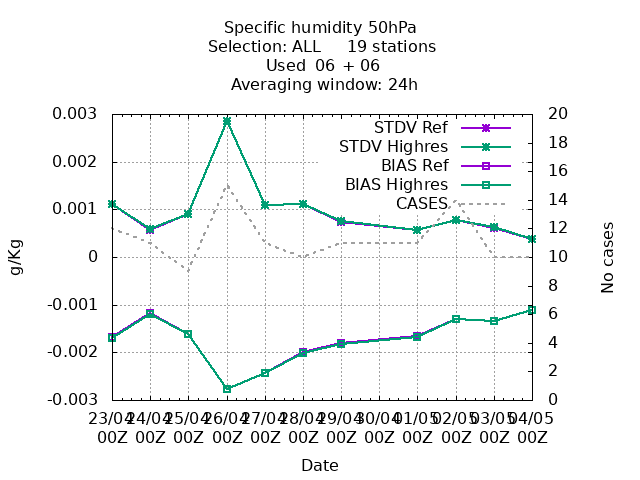 Specific humidity 50hPa
Selection: ALL 19 stations
Used 06 + 06
Averaging window: 24h
STDV Ref
STDV Highres
BIAS Ref
BIAS Highres
CASES
0.003
0.002
0.001
0
-0.001
-0.002
-0.003
g/Kg
20
18
16
14
12
10
8
6
4
2
0
No cases
23/04 24/04 25/04 26/04 27/04 28/04 29/04 30/04 01/05 02/05 03/05 04/05
00Z 00Z 00Z 00Z 00Z 00Z 00Z 00Z 00Z 00Z 00Z 00Z
Date